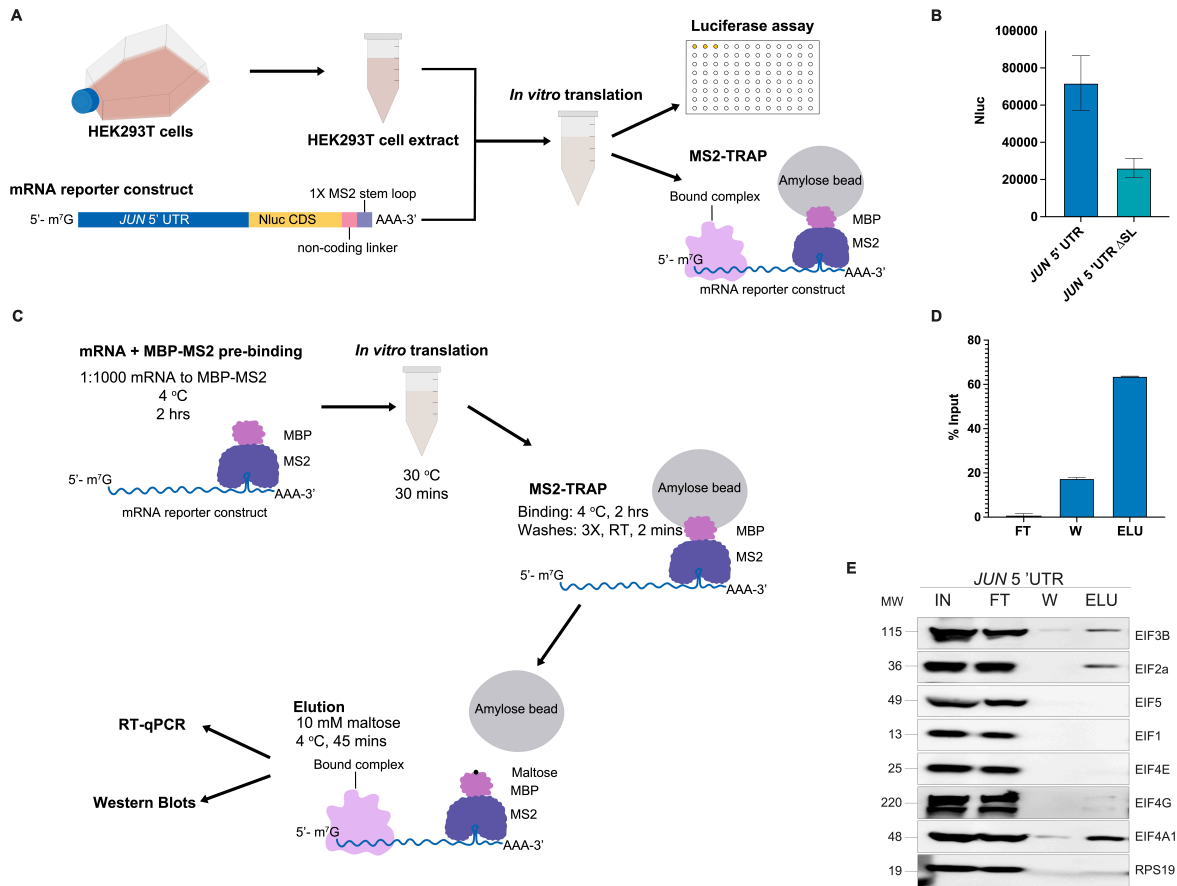 A
HEK293T cells
HEK293T cell extract
In vitro translation
Luciferase assay
MS2-TRAP
Bound complex
Amylose bead
MBP
MS2
5'- m⁷G
AAA-3'
mRNA reporter construct
mRNA reporter construct
1X MS2 stem loop
5'- m⁷G
JUN 5' UTR
Nluc CDS
AAA-3'
non-coding linker
B
100000
80000
60000
40000
20000
0
Nluc
JUN 5' UTR
JUN 5 'UTR ΔSL
C
mRNA + MBP-MS2 pre-binding
1:1000 mRNA to MBP-MS2
4 °C
2 hrs
MBP
MS2
5'- m⁷G
AAA-3'
mRNA reporter construct
In vitro translation
30 °C
30 mins
MS2-TRAP
Binding: 4 °C, 2 hrs
Washes: 3X, RT, 2 mins
Amylose bead
MBP
MS2
5'- m⁷G
AAA-3'
Elution
10 mM maltose
4 °C, 45 mins
Bound complex
Amylose bead
Maltose
MBP
MS2
5'- m⁷G
AAA-3'
RT-qPCR
Western Blots
D
80
60
40
20
0
% Input
FT
W
ELU
E
JUN 5 'UTR
MW
IN
FT
W
ELU
115
EIF3B
36
EIF2a
49
EIF5
13
EIF1
25
EIF4E
220
EIF4G
48
EIF4A1
19
RPS19